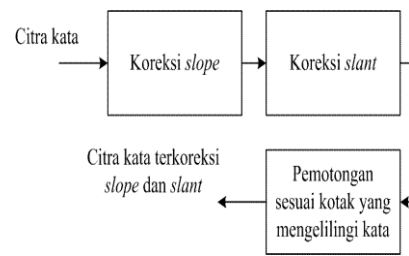 Citra kata
Koreksi slope
Koreksi slant
Citra kata terkoreksi
slope dan slant
Pemotongan
sesuai kotak yang
mengelilingi kata